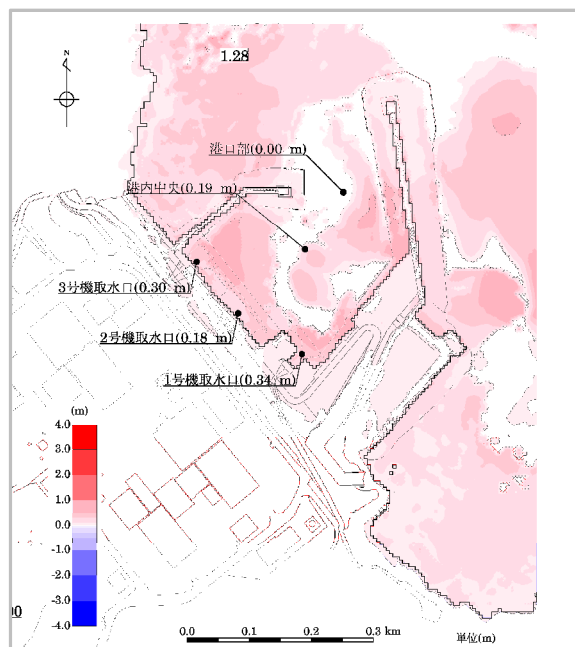 1.28
N
港口部(0.00 m)
港内中央(0.19 m)
3号機取水口(0.30 m)
2号機取水口(0.18 m)
1号機取水口(0.34 m)
(m)
4.0
3.0
2.0
1.0
0.0
-1.0
-2.0
-3.0
-4.0
0.0 0.1 0.2 0.3 km
単位(m)